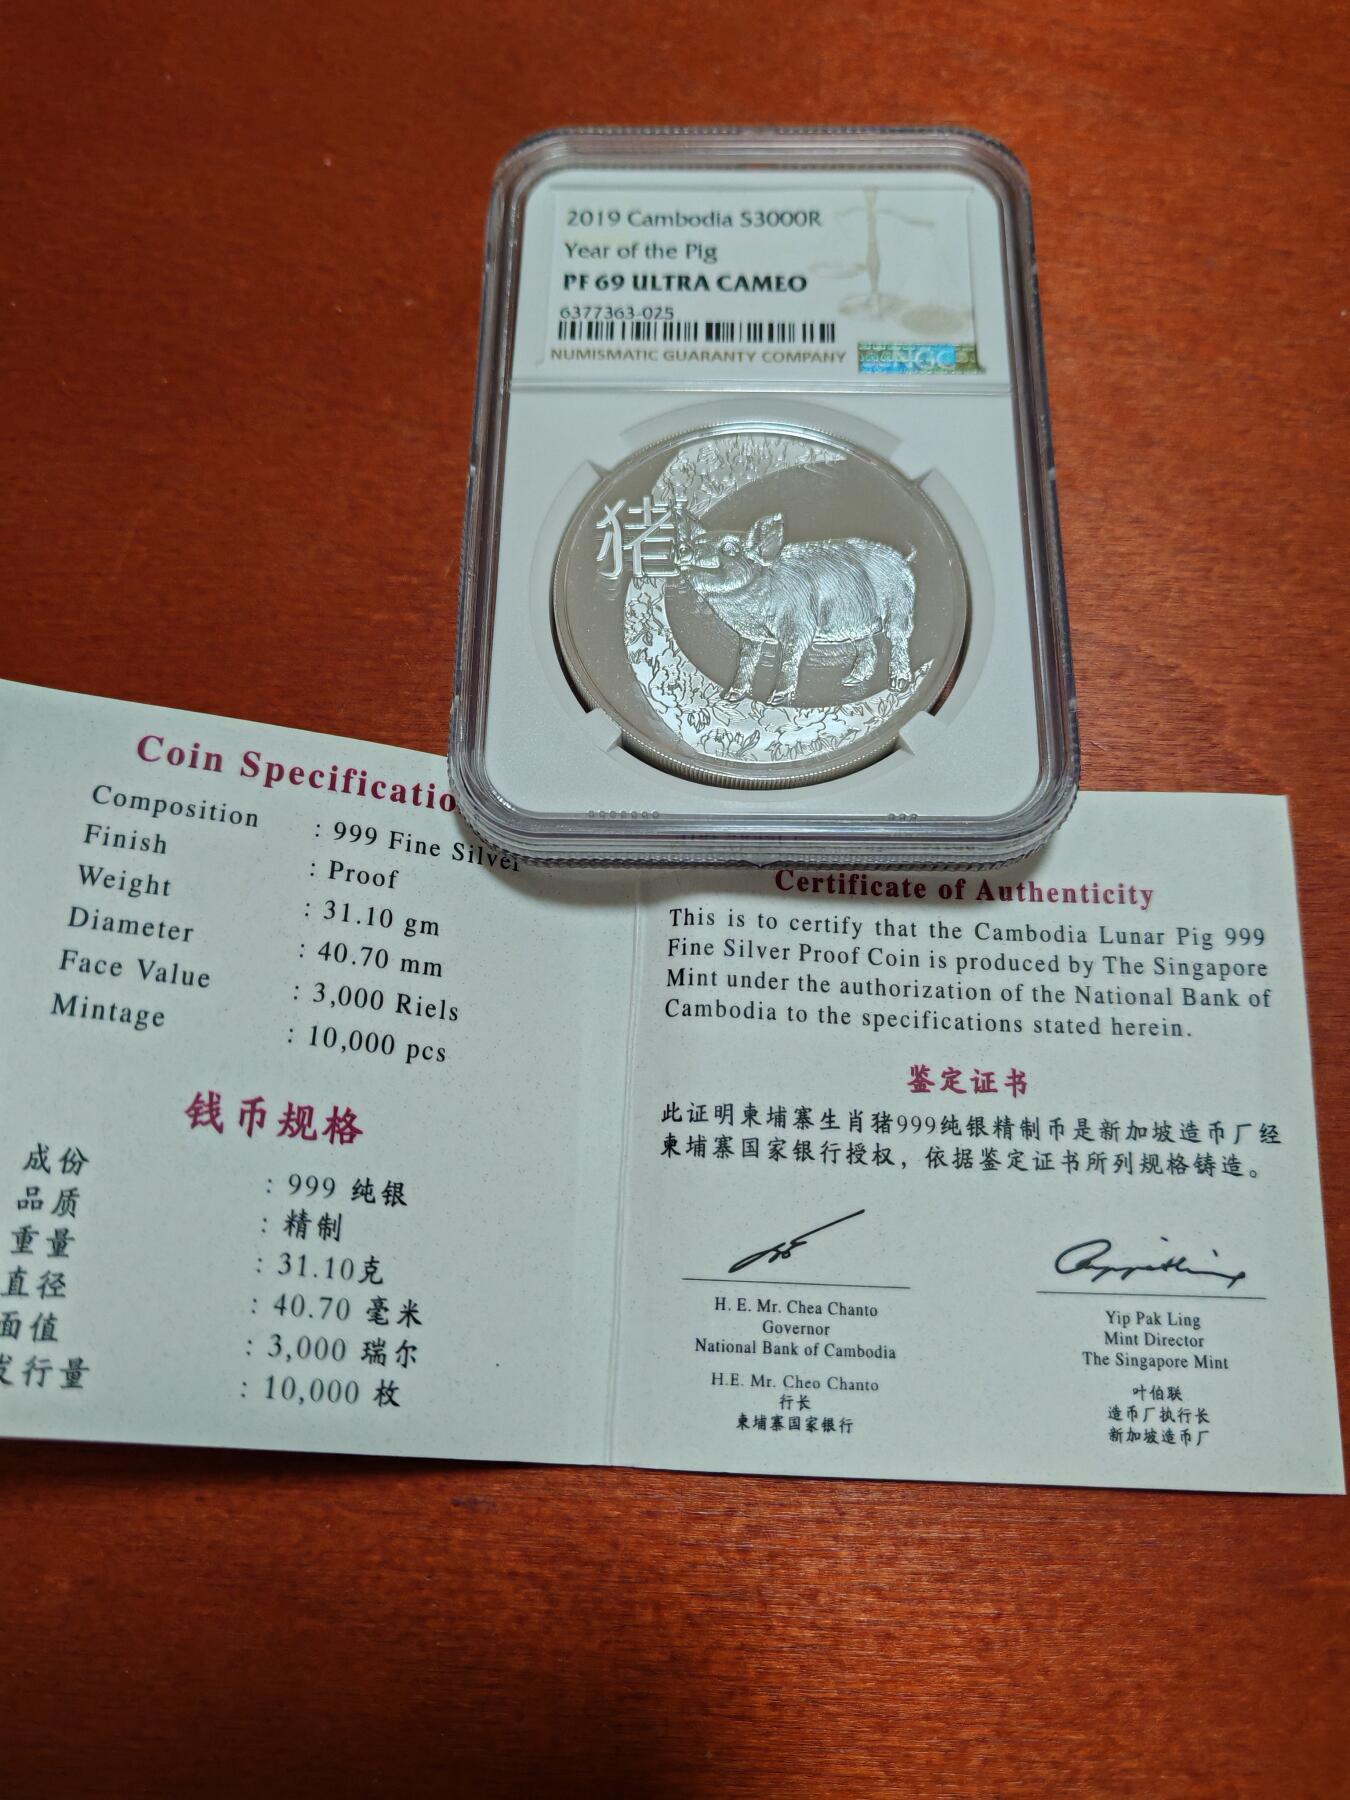 2019 Cambodia S3000R
Year of the Pig
PF 69 ULTRA CAMEO
6377363-025
NUMISMATIC GUARANTY COMPANY
NGC
猪
Coin Specificatio
Composition : 999 Fine Silver
Finish : Proof
Weight : 31.10 gm
Diameter : 40.70 mm
Face Value : 3,000 Riels
Mintage : 10,000 pcs
钱币规格
成份 : 999 纯银
品质 : 精制
重量 : 31.10克
直径 : 40.70 毫米
面值 : 3,000 瑞尔
发行量 : 10,000 枚
Certificate of Authenticity
This is to certify that the Cambodia Lunar Pig 999
Fine Silver Proof Coin is produced by The Singapore
Mint under the authorization of the National Bank of
Cambodia to the specifications stated herein.
鉴定证书
此证明柬埔寨生肖猪999纯银精制币是新加坡造币厂经
柬埔寨国家银行授权，依据鉴定证书所列规格铸造。
H. E. Mr. Chea Chanto
Governor
National Bank of Cambodia
H.E. Mr. Cheo Chanto
行长
柬埔寨国家银行
Yip Pak Ling
Mint Director
The Singapore Mint
叶伯联
造币厂执行长
新加坡造币厂